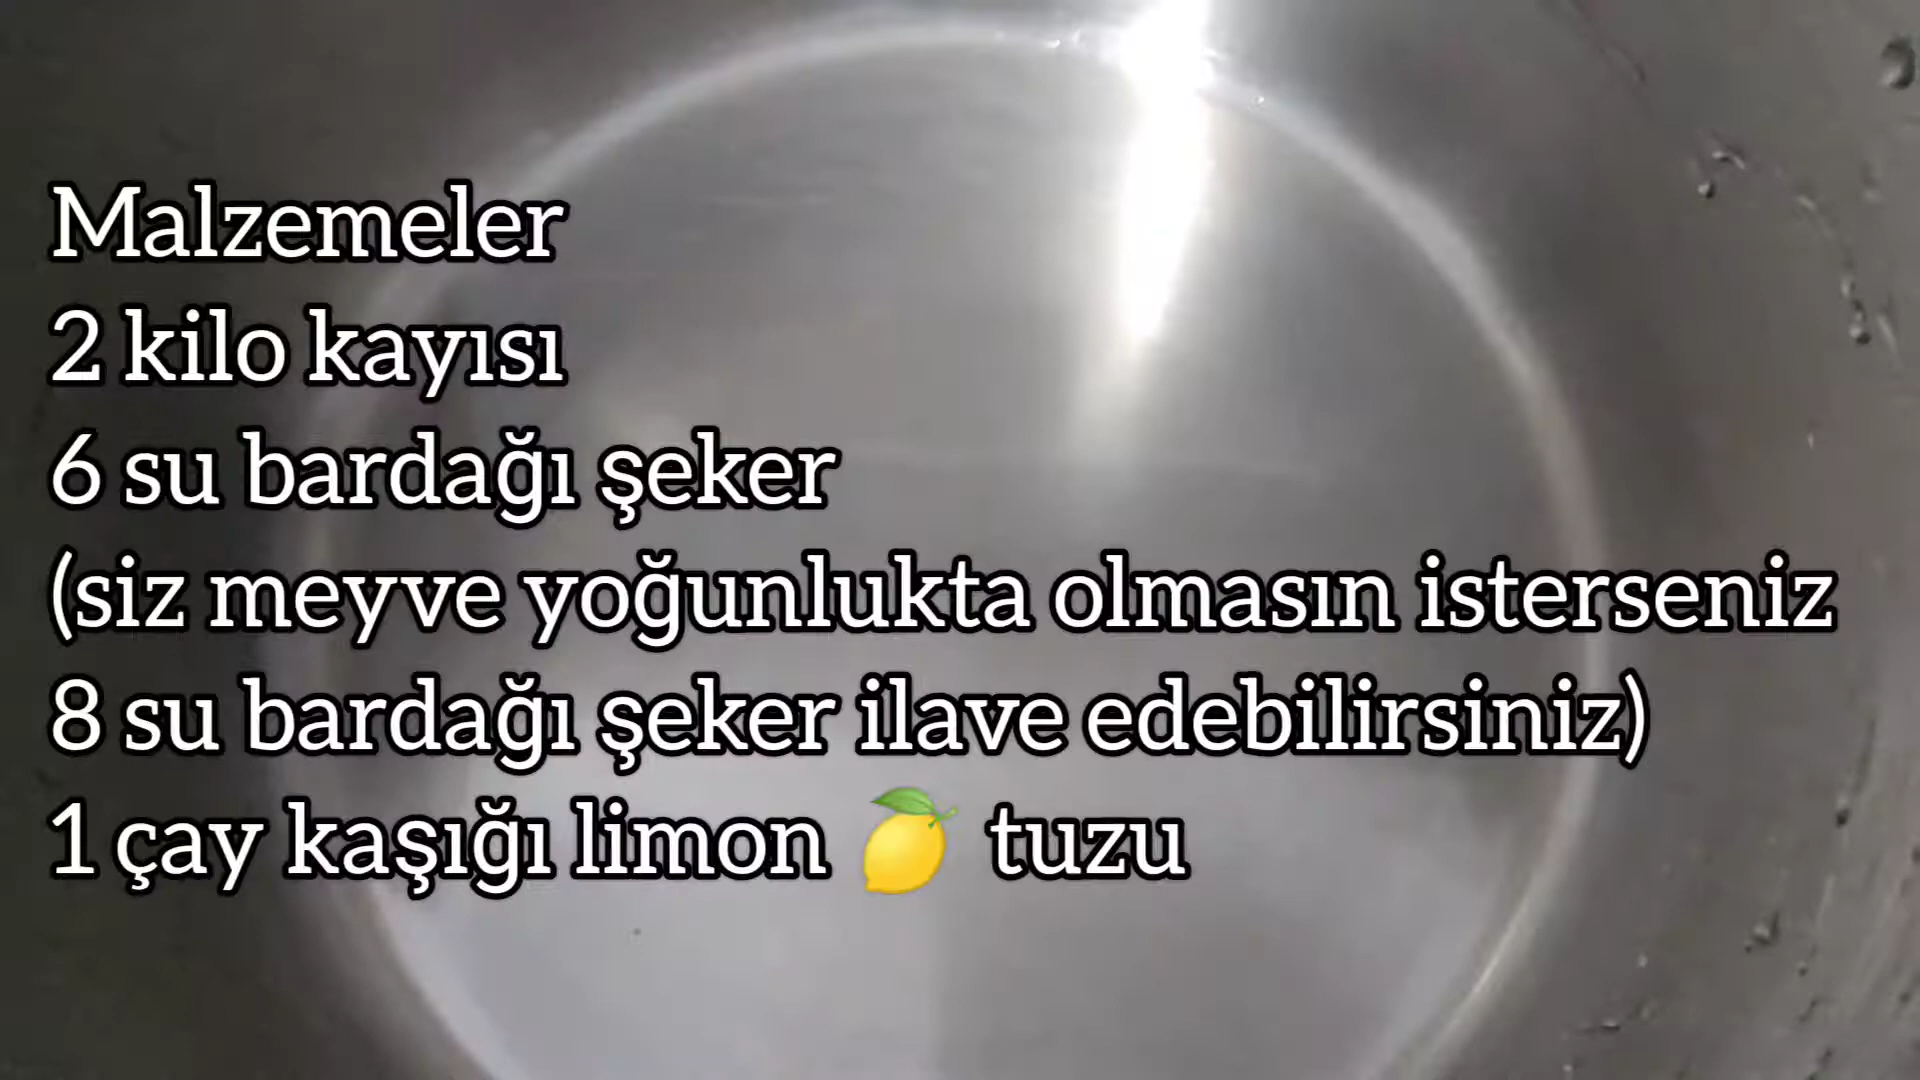 Malzemeler
2 kilo kayısı
6 su bardağı şeker
(siz meyve yoğunlukta olmasın isterseniz
8 su bardağı şeker ilave edebilirsiniz)
1 çay kaşığı limon 🍋 tuzu